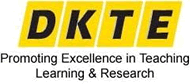 DKTE
Promoting Excellence in Teaching
Learning & Research